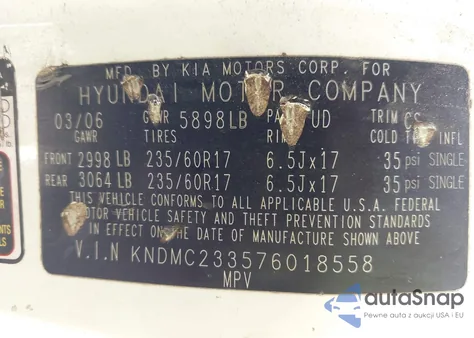 MFD. BY KIA MOTORS CORP. FOR
HYUNDAI MOTOR COMPANY
03/06 GVWR 5898LB UD TRIM
GAWR TIRES COLD INFL
FRONT 2998 LB 235/60R17 6.5Jx17 35 psi SINGLE
REAR 3064 LB 235/60R17 6.5Jx17 35 psi SINGLE
THIS VEHICLE CONFORMS TO ALL APPLICABLE U.S.A. FEDERAL
MOTOR VEHICLE SAFETY AND THEFT PREVENTION STANDARDS
IN EFFECT ON THE DATE OF MANUFACTURE SHOWN ABOVE
V.I.N KNDMC233576018558
MPV
autoSnap
Pewne auta z aukcji USA i EU